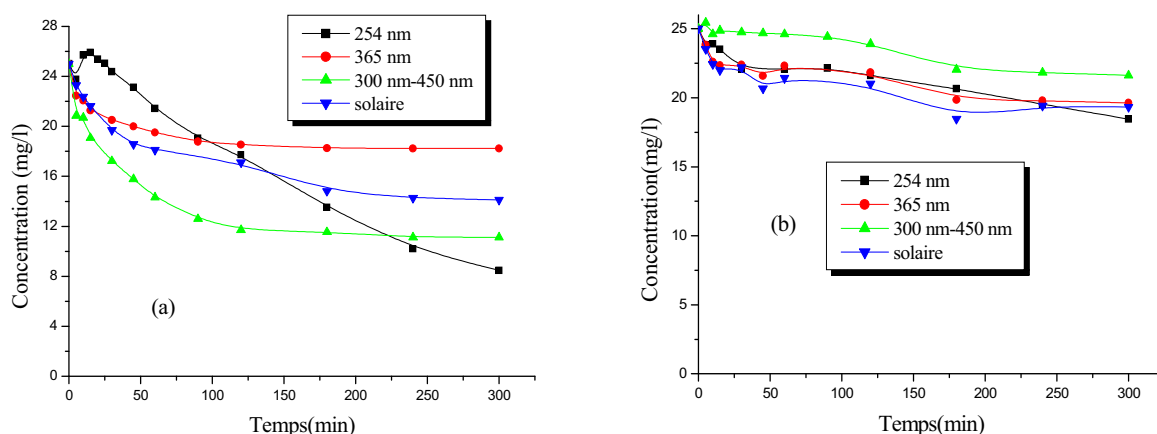 28
24
20
16
12
8
4
0
Concentration (mg/l)
254 nm
365 nm
300 nm-450 nm
solaire
(a)
0 50 100 150 200 250 300
Temps(min)
25
20
15
10
5
0
Concentration(mg/l)
(b)
254 nm
365 nm
300 nm-450 nm
solaire
0 50 100 150 200 250 300
Temps(min)